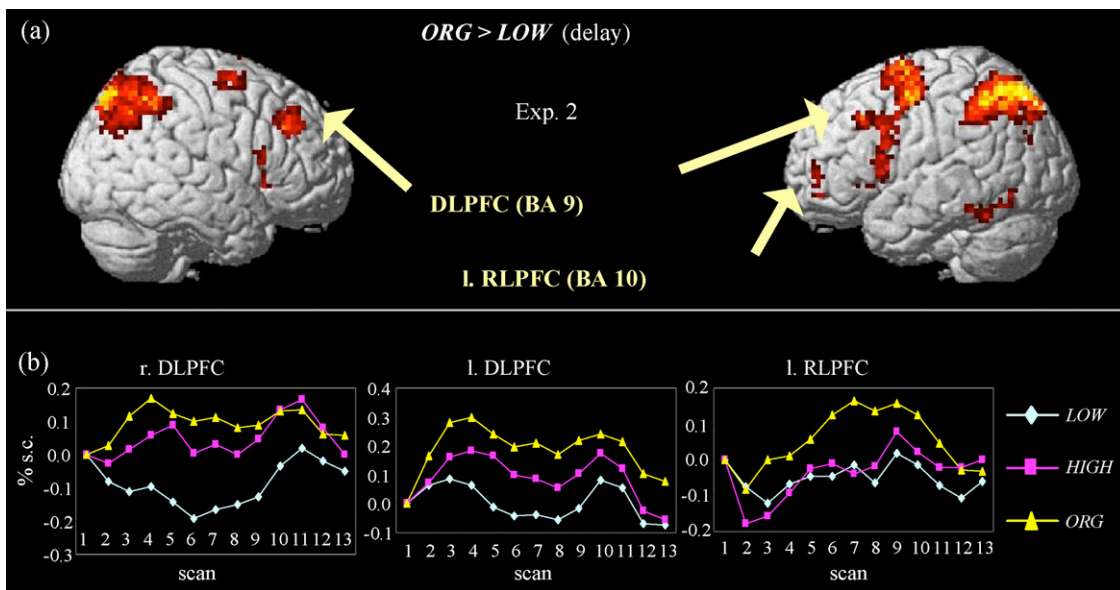 (a)
ORG > LOW (delay)
Exp. 2
DLPFC (BA 9)
l. RLPFC (BA 10)
(b)
r. DLPFC
l. DLPFC
l. RLPFC
% s.c.
0.2
0.1
0.0
-0.1
-0.2
-0.3
1 2 3 4 5 6 7 8 9 10 11 12 13
scan
0.4
0.3
0.2
0.1
0.0
-0.1
1 2 3 4 5 6 7 8 9 10 11 12 13
scan
0.2
0.1
0.0
-0.1
-0.2
1 2 3 4 5 6 7 8 9 10 11 12 13
scan
LOW
HIGH
ORG